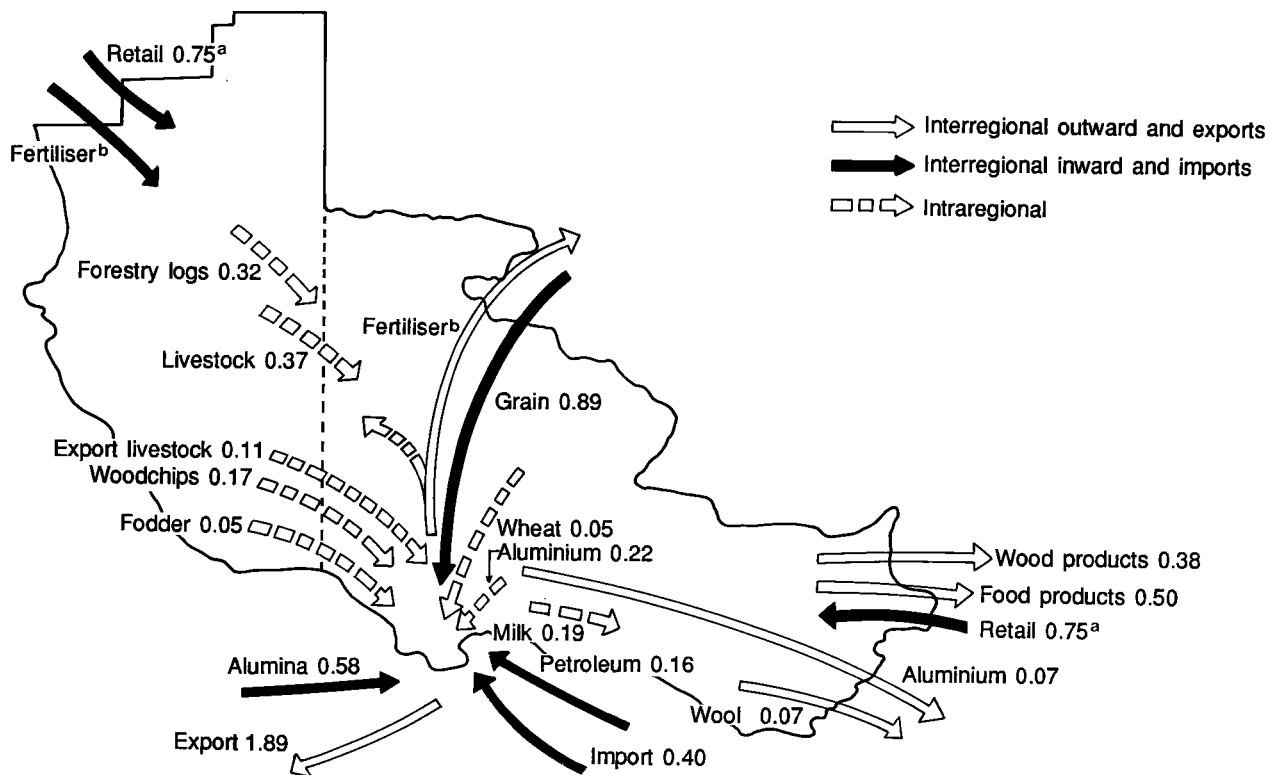 Retail 0.75a
Fertiliserb
Interregional outward and exports
Interregional inward and imports
Intraregional
Forestry logs 0.32
Fertiliserb
Livestock 0.37
Grain 0.89
Export livestock 0.11
Woodchips 0.17
Fodder 0.05
Wheat 0.05
Aluminium 0.22
Wood products 0.38
Food products 0.50
Retail 0.75a
Milk 0.19
Alumina 0.58
Petroleum 0.16
Aluminium 0.07
Wool 0.07
Export 1.89
Import 0.40